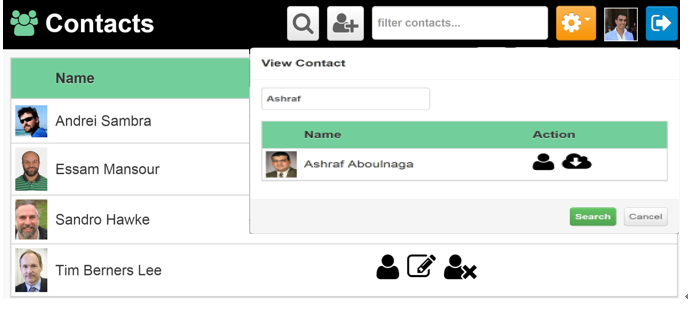 Contacts
filter contacts...
View Contact
Name
Ashraf
Name Action
Andrei Sambra
Ashraf Aboulnaga
Essam Mansour
Sandro Hawke
Search Cancel
Tim Berners Lee